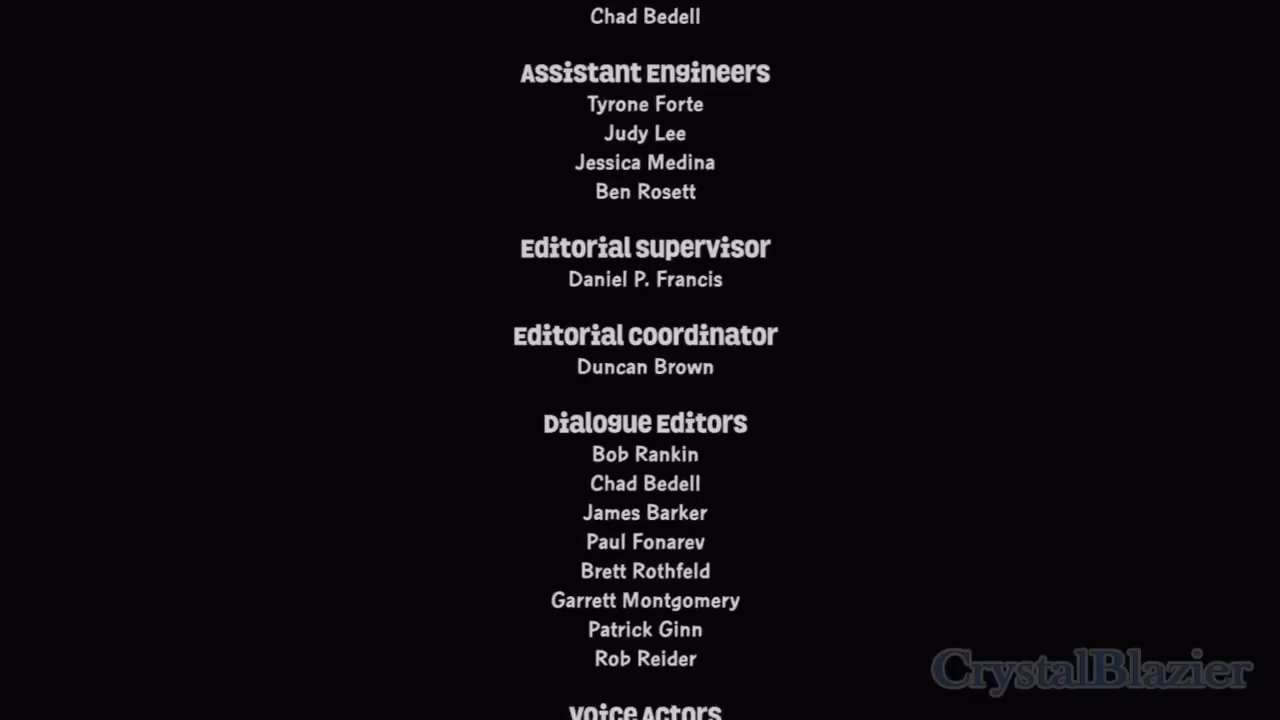 Chad Bedell
Assistant Engineers
Tyrone Forte
Judy Lee
Jessica Medina
Ben Rosett
Editorial supervisor
Daniel P. Francis
Editorial coordinator
Duncan Brown
Dialogue Editors
Bob Rankin
Chad Bedell
James Barker
Paul Fonarev
Brett Rothfeld
Garrett Montgomery
Patrick Ginn
Rob Reider
Voice Actors
CrystalBlazier